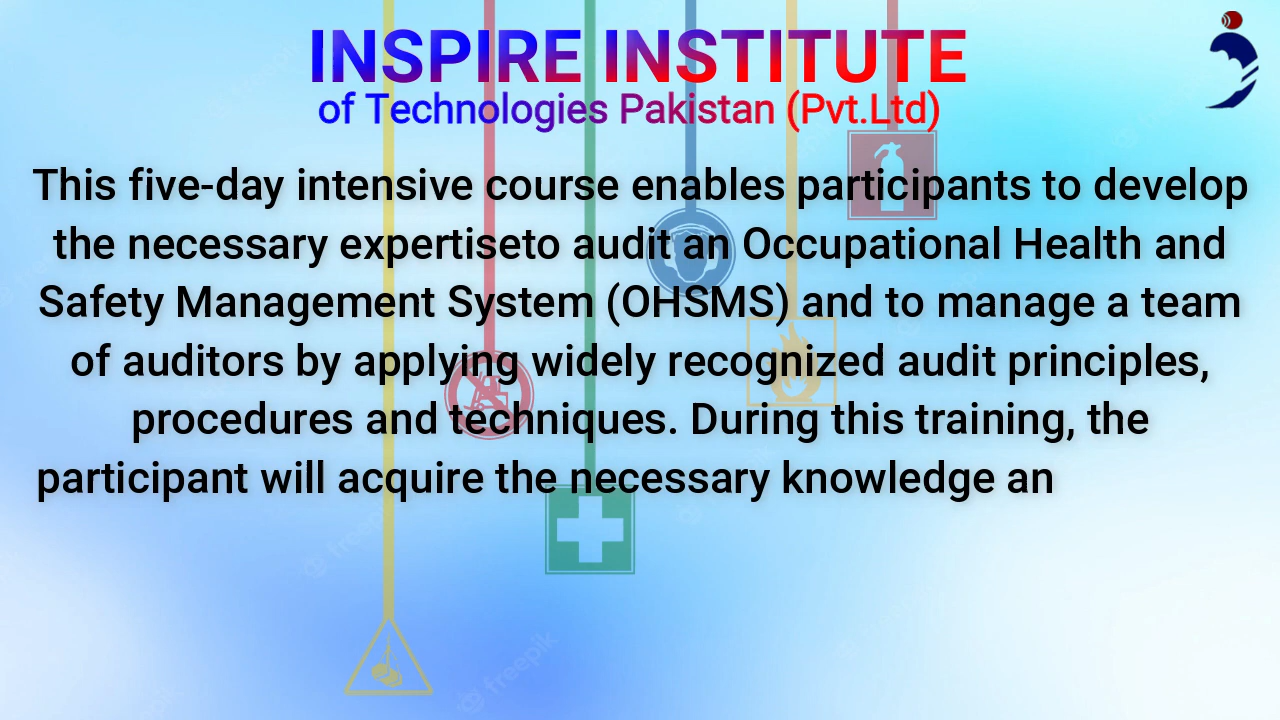 INSPIRE INSTITUTE
of Technologies Pakistan (Pvt.Ltd)
This five-day intensive course enables participants to develop
the necessary expertiseto audit an Occupational Health and
Safety Management System (OHSMS) and to manage a team
of auditors by applying widely recognized audit principles,
procedures and techniques. During this training, the
participant will acquire the necessary knowledge an
freepik